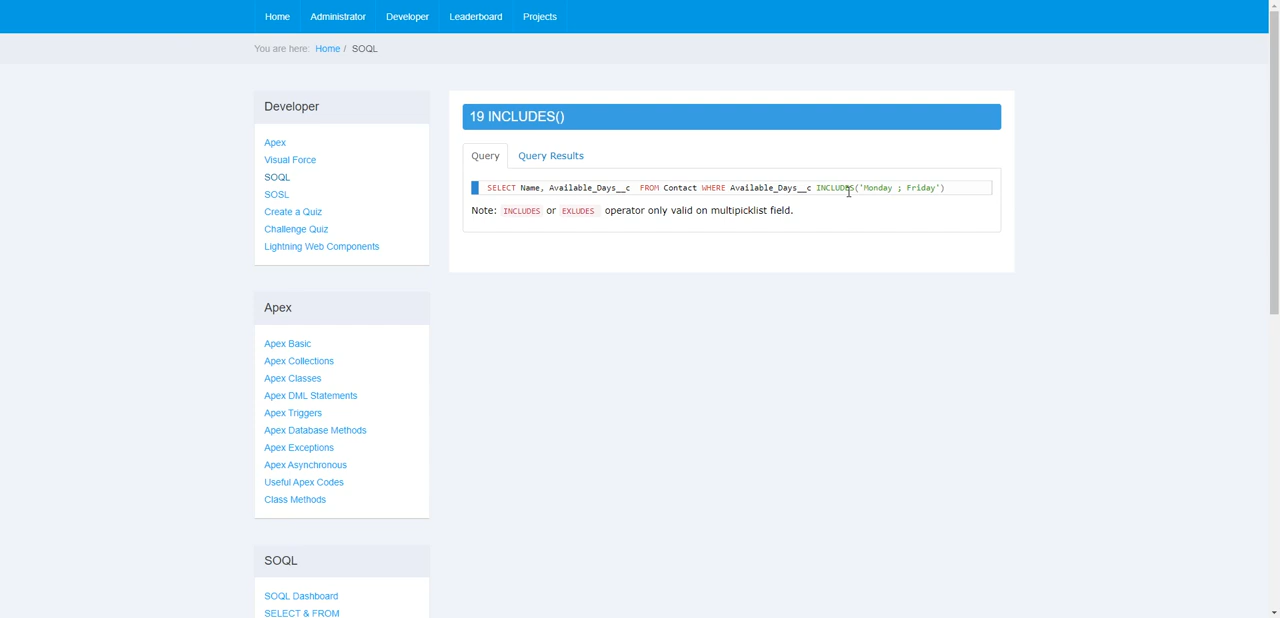 Home Administrator Developer Leaderboard Projects
You are here: Home / SOQL
Developer
Apex
Visual Force
SOQL
SOSL
Create a Quiz
Challenge Quiz
Lightning Web Components
Apex
Apex Basic
Apex Collections
Apex Classes
Apex DML Statements
Apex Triggers
Apex Database Methods
Apex Exceptions
Apex Asynchronous
Useful Apex Codes
Class Methods
SOQL
SOQL Dashboard
SELECT & FROM
19 INCLUDES()
Query Query Results
SELECT Name, Available_Days__c FROM Contact WHERE Available_Days__c INCLUDES('Monday ; Friday')
Note: INCLUDES or EXLUDES operator only valid on multipicklist field.